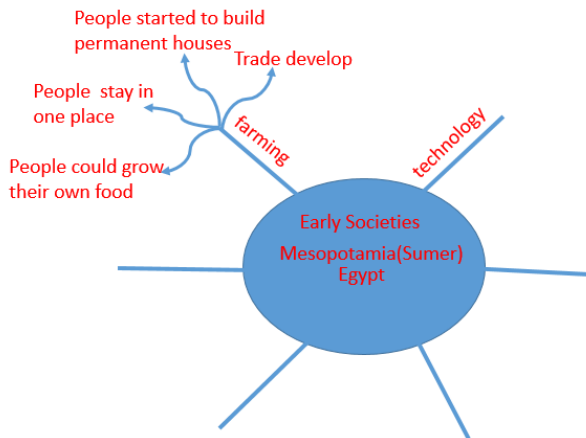 People started to build
permanent houses
Trade develop
People stay in
one place
People could grow
their own food
farming
technology
Early Societies
Mesopotamia(Sumer)
Egypt